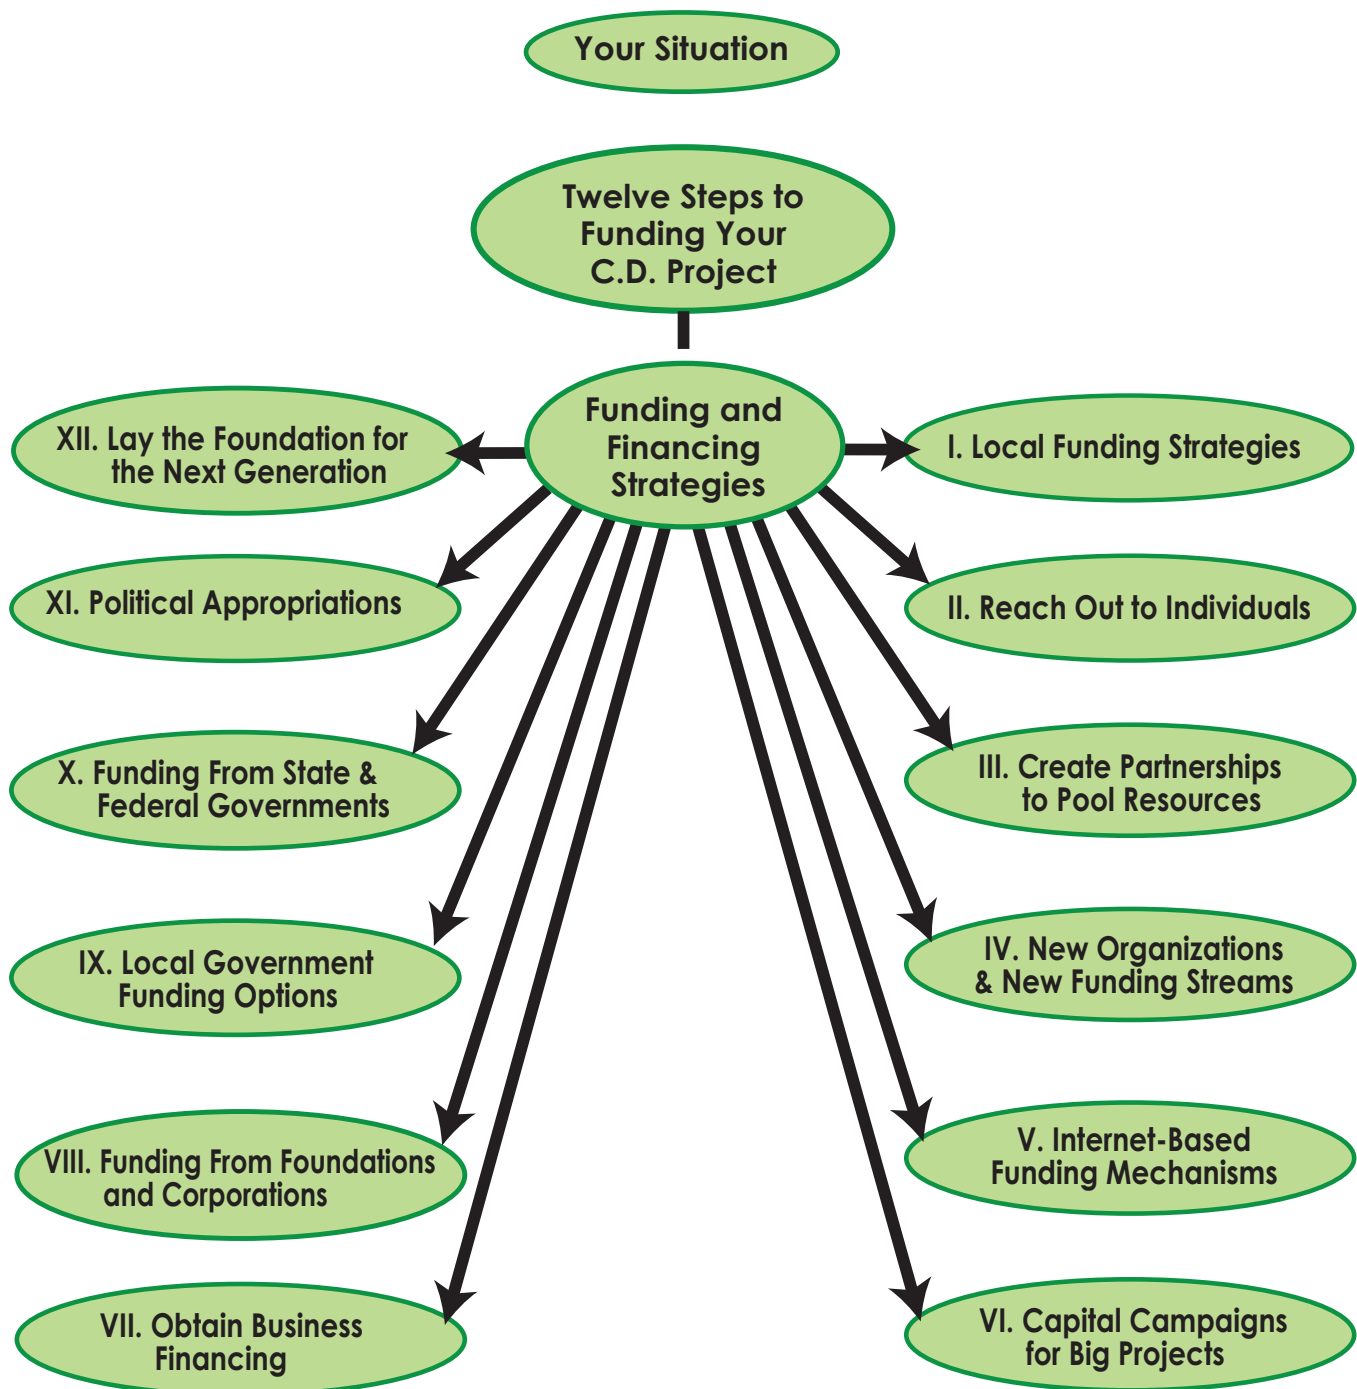 Your Situation
Twelve Steps to
Funding Your
C.D. Project
Funding and
Financing
Strategies
I. Local Funding Strategies
II. Reach Out to Individuals
III. Create Partnerships
to Pool Resources
IV. New Organizations
& New Funding Streams
V. Internet-Based
Funding Mechanisms
VI. Capital Campaigns
for Big Projects
VII. Obtain Business
Financing
VIII. Funding From Foundations
and Corporations
IX. Local Government
Funding Options
X. Funding From State &
Federal Governments
XI. Political Appropriations
XII. Lay the Foundation for
the Next Generation